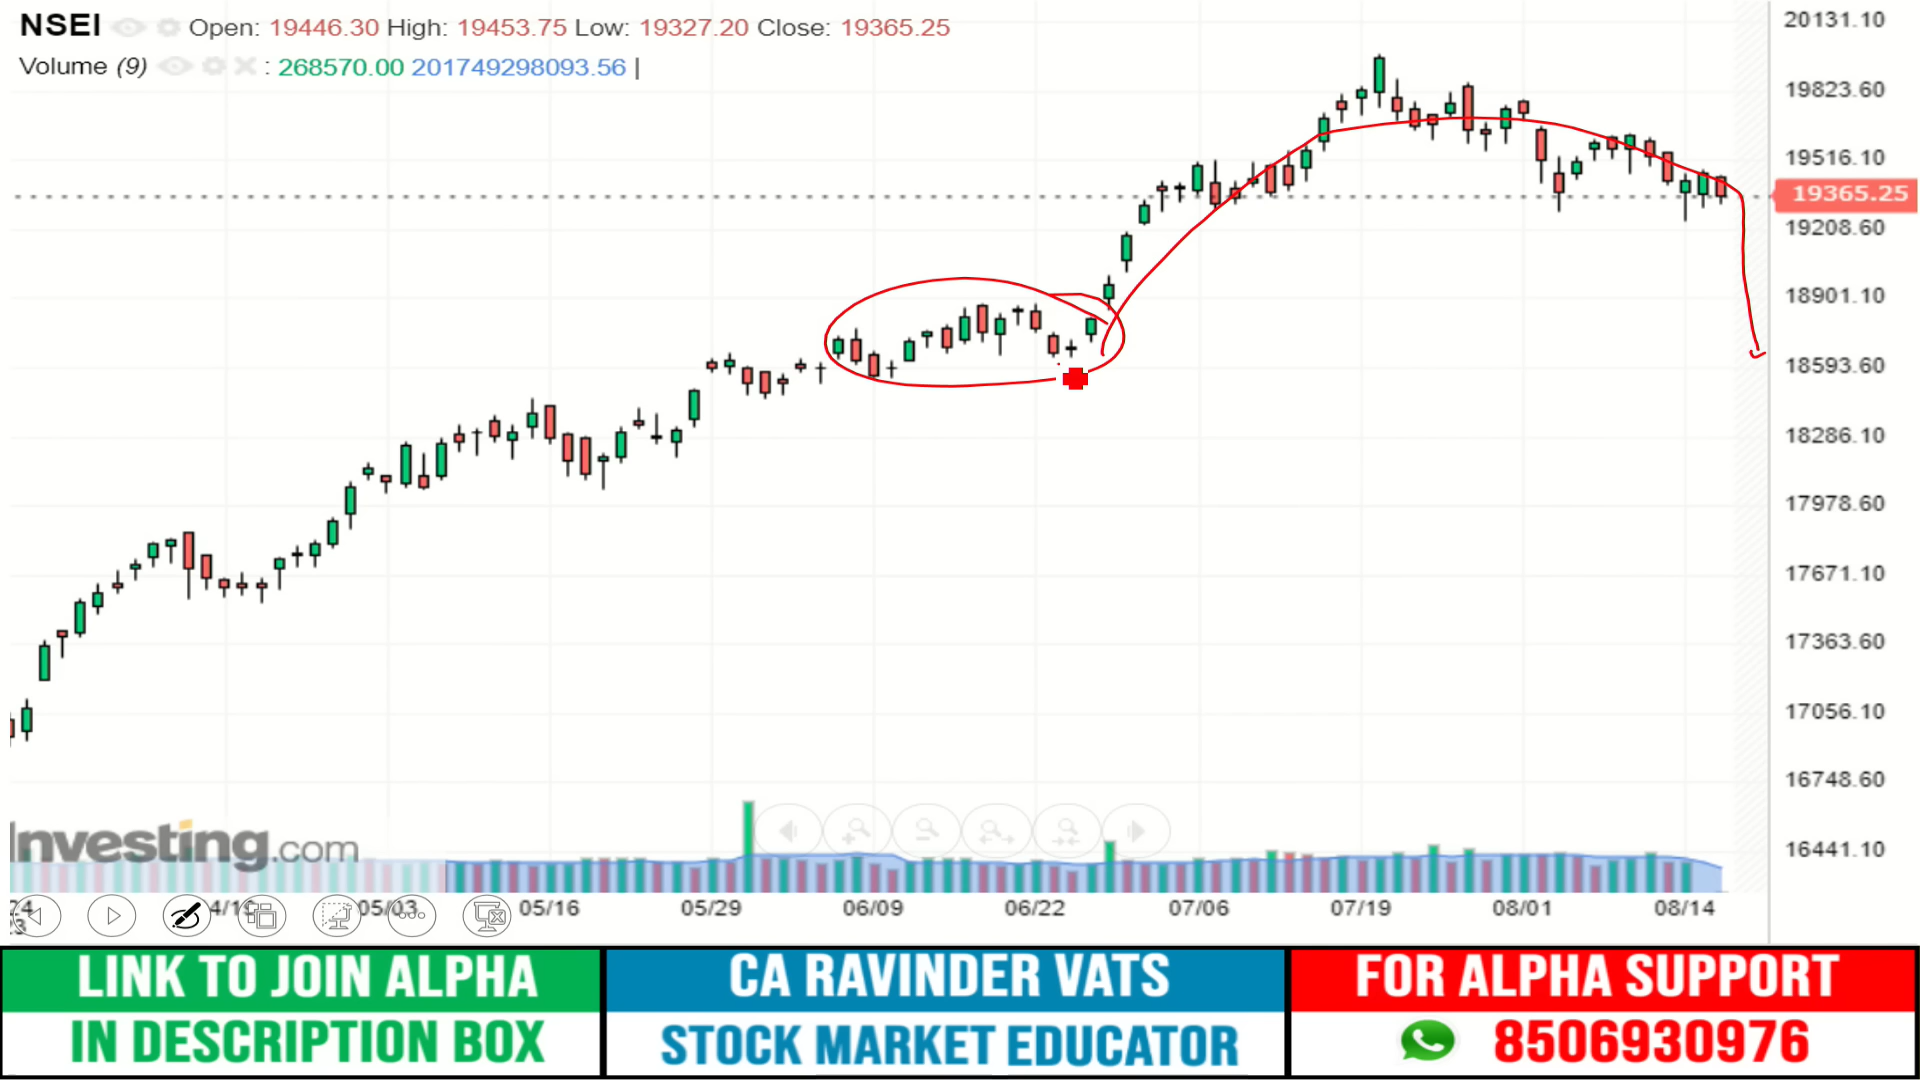 NSEI Open: 19446.30 High: 19453.75 Low: 19327.20 Close: 19365.25
Volume (9) : 268570.00 201749298093.56 |
20131.10
19823.60
19516.10
19365.25
19208.60
18901.10
18593.60
18286.10
17978.60
17671.10
17363.60
17056.10
16748.60
16441.10
Investing.com
05/03 05/16 05/29 06/09 06/22 07/06 07/19 08/01 08/14
LINK TO JOIN ALPHA
IN DESCRIPTION BOX
CA RAVINDER VATS
STOCK MARKET EDUCATOR
FOR ALPHA SUPPORT
8506930976